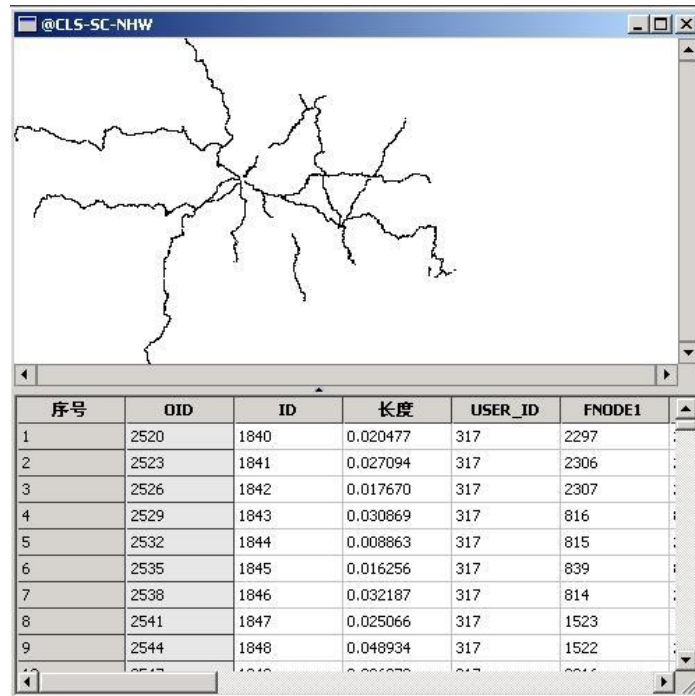 @CLS-SC-NHW
序号 OID ID 长度 USER_ID FNODE1
1 2520 1840 0.020477 317 2297
2 2523 1841 0.027094 317 2306
3 2526 1842 0.017670 317 2307
4 2529 1843 0.030869 317 816
5 2532 1844 0.008863 317 815
6 2535 1845 0.016256 317 839
7 2538 1846 0.032187 317 814
8 2541 1847 0.025066 317 1523
9 2544 1848 0.048934 317 1522